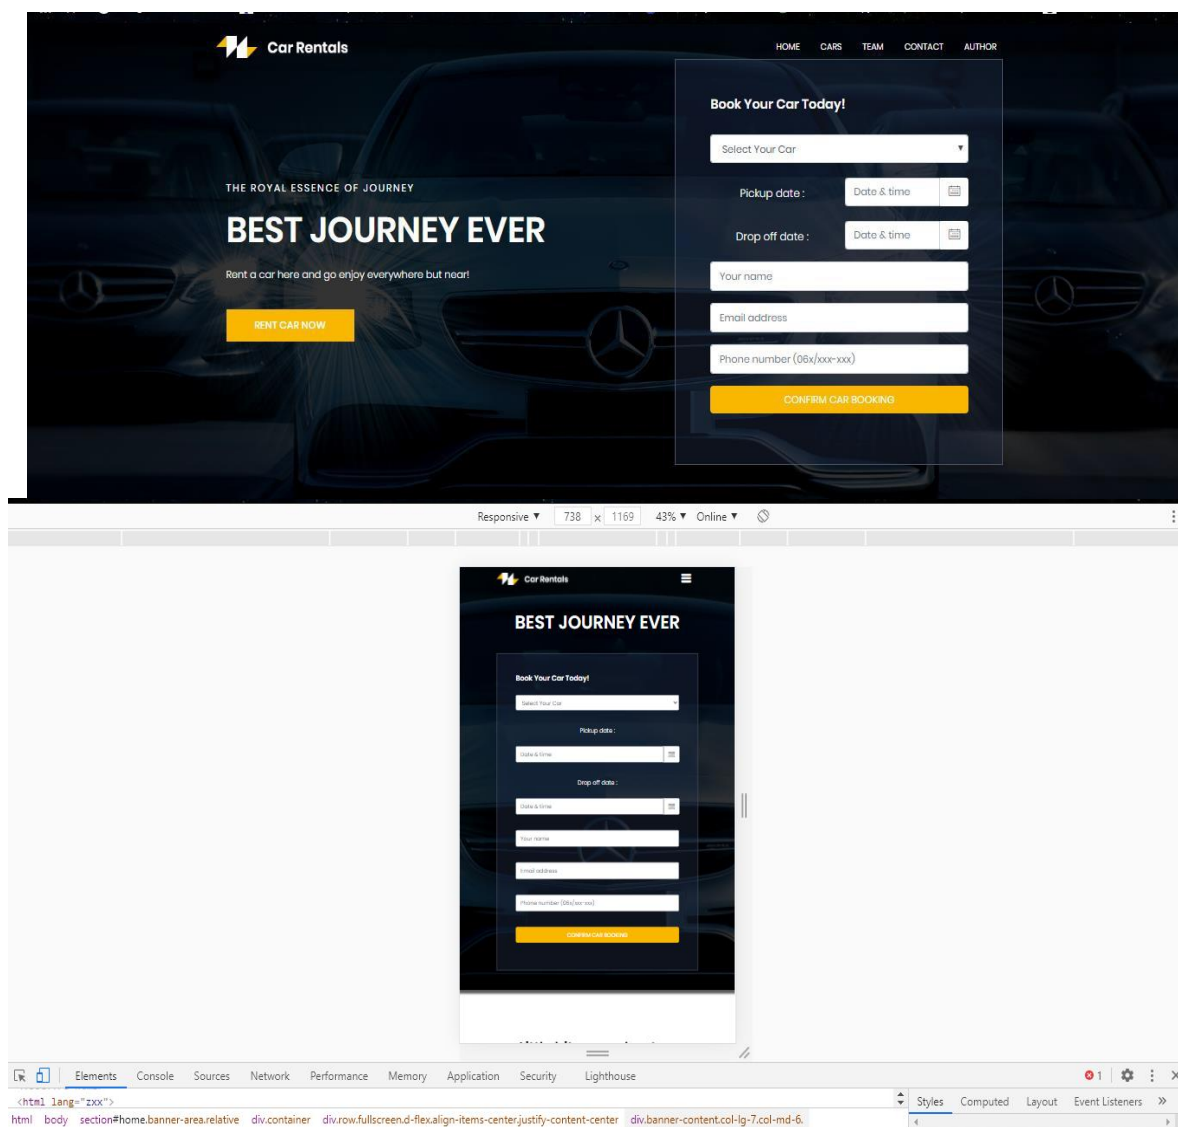 Car Rentals
HOME CARS TEAM CONTACT AUTHOR
THE ROYAL ESSENCE OF JOURNEY
BEST JOURNEY EVER
Rent a car here and go enjoy everywhere but near!
RENT CAR NOW
Book Your Car Today!
Select Your Car
Pickup date :
Date & time
Drop off date :
Date & time
Your name
Email address
Phone number (06x/xxx-xxx)
CONFIRM CAR BOOKING
Responsive ▼ 738 x 1169 43% ▼ Online ▼
Car Rentals
BEST JOURNEY EVER
Book Your Car Today!
Select Your Car
Pickup date :
Date & time
Drop off date :
Date & time
Your name
Email address
Phone number (06x/xxx-xxx)
CONFIRM CAR BOOKING
Elements Console Sources Network Performance Memory Application Security Lighthouse
1
<html lang="zxx">
Styles Computed Layout Event Listeners »
html body section#home.banner-area.relative div.container div.row.fullscreen.d-flex.align-items-center.justify-content-center div.banner-content.col-lg-7.col-md-6.